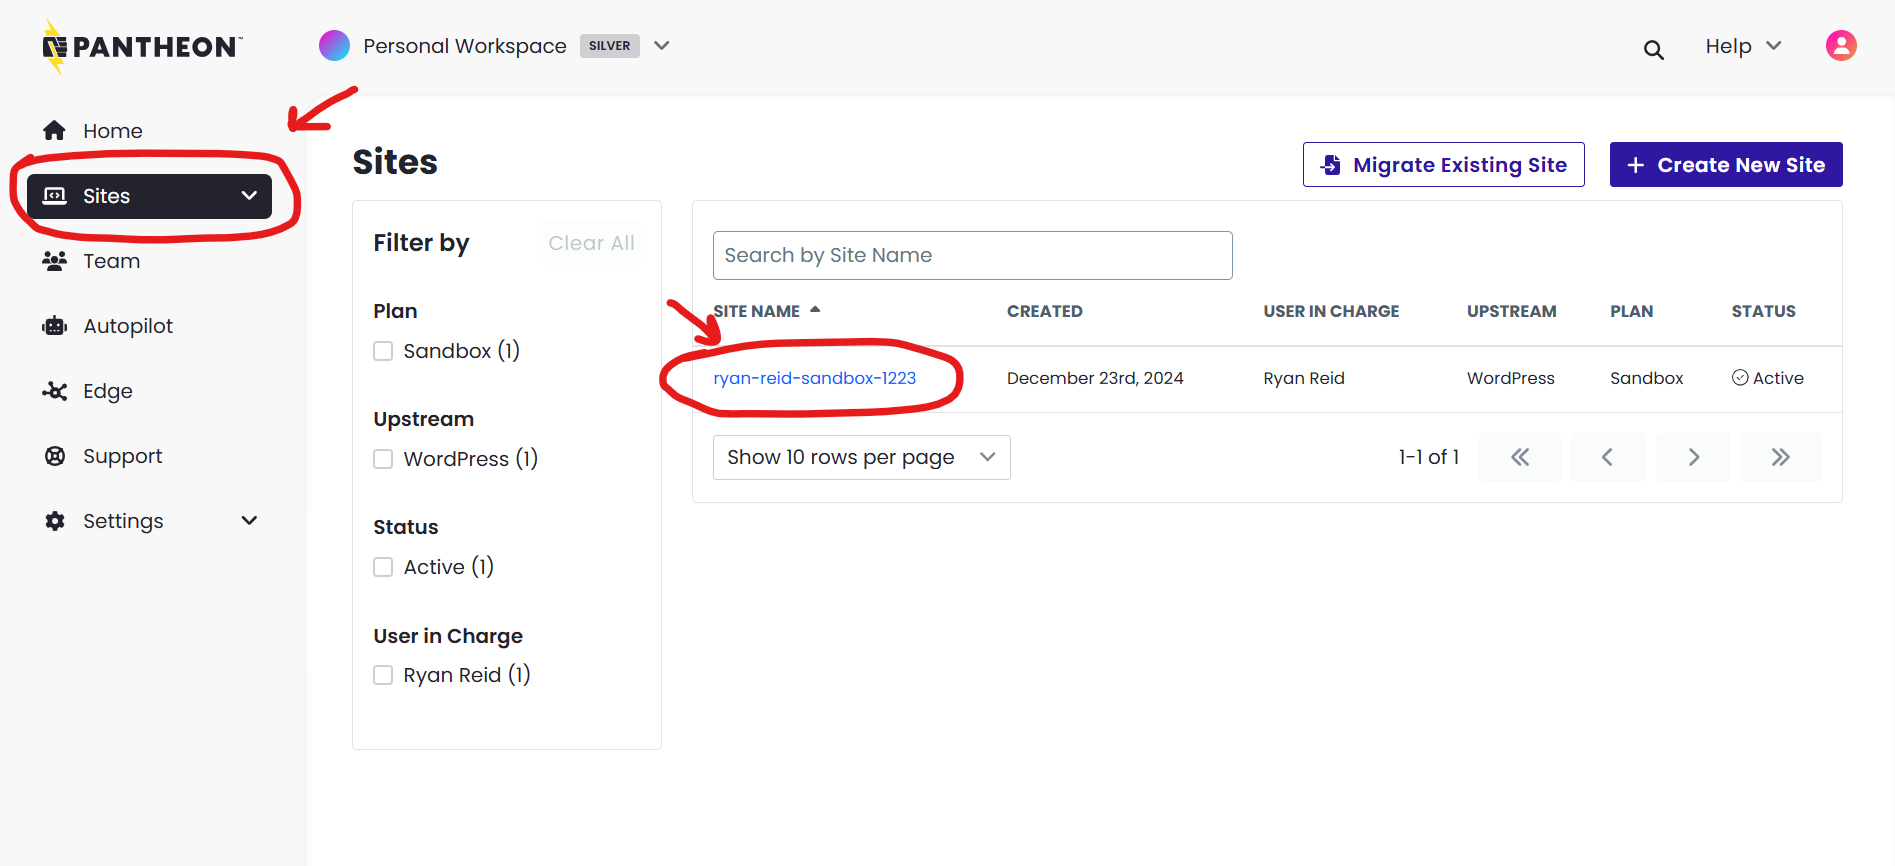 PANTHEON™
Personal Workspace SILVER
Help
Home
Sites
Team
Autopilot
Edge
Support
Settings
Sites
Migrate Existing Site
+ Create New Site
Filter by Clear All
Plan
Sandbox (1)
Upstream
WordPress (1)
Status
Active (1)
User in Charge
Ryan Reid (1)
Search by Site Name
SITE NAME CREATED USER IN CHARGE UPSTREAM PLAN STATUS
ryan-reid-sandbox-1223 December 23rd, 2024 Ryan Reid WordPress Sandbox Active
Show 10 rows per page 1-1 of 1